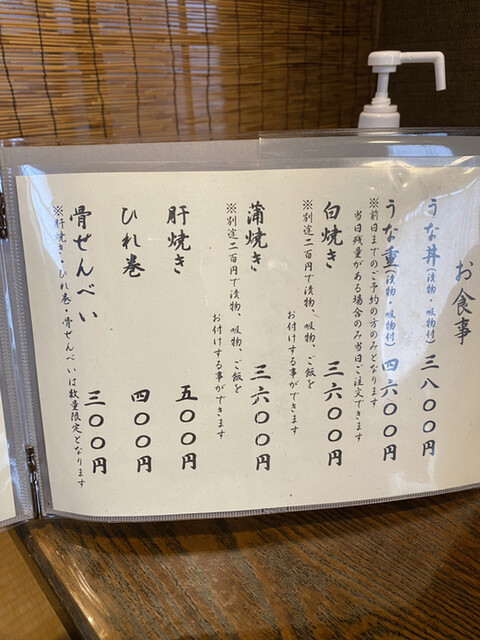 お食事
うな丼(漬物・吸物付) 三八〇〇円
うな重(漬物・吸物付) 四六〇〇円
※前日までのご予約の方のみとなります
当日残量がある場合のみ当日ご注文できます
白焼き 三六〇〇円
※別途二百円で漬物、吸物、ご飯を
お付けする事ができます
蒲焼き 三六〇〇円
※別途二百円で漬物、吸物、ご飯を
お付けする事ができます
肝焼き 五〇〇円
ひれ巻 四〇〇円
骨せんべい 三〇〇円
※肝焼き・ひれ巻・骨せんべいは数量限定となります